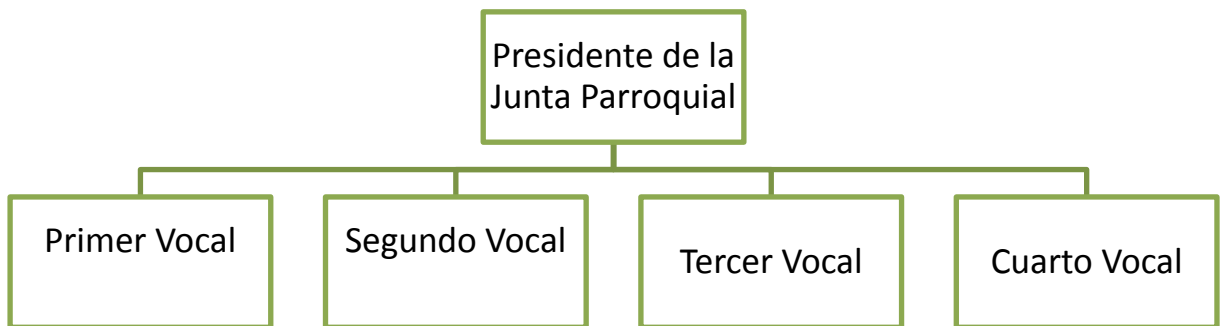 Presidente de la
Junta Parroquial
Primer Vocal
Segundo Vocal
Tercer Vocal
Cuarto Vocal